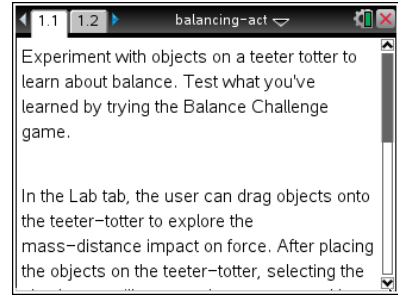 1.1 1.2 balancing-act
Experiment with objects on a teeter totter to
learn about balance. Test what you've
learned by trying the Balance Challenge
game.
In the Lab tab, the user can drag objects onto
the teeter-totter to explore the
mass-distance impact on force. After placing
the objects on the teeter-totter, selecting the